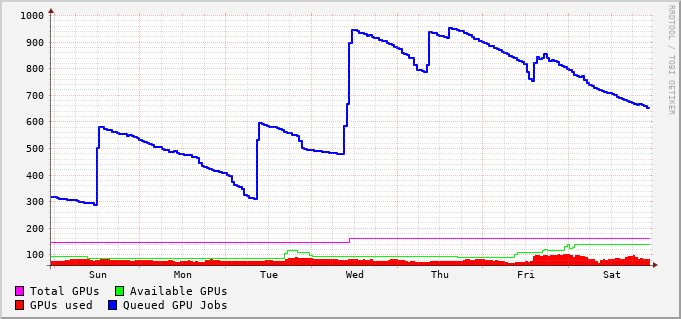 1000
900
800
700
600
500
400
300
200
100
Sun Mon Tue Wed Thu Fri Sat
Total GPUs Available GPUs
GPUs used Queued GPU Jobs
RRDTOOL / TOBI OETIKER